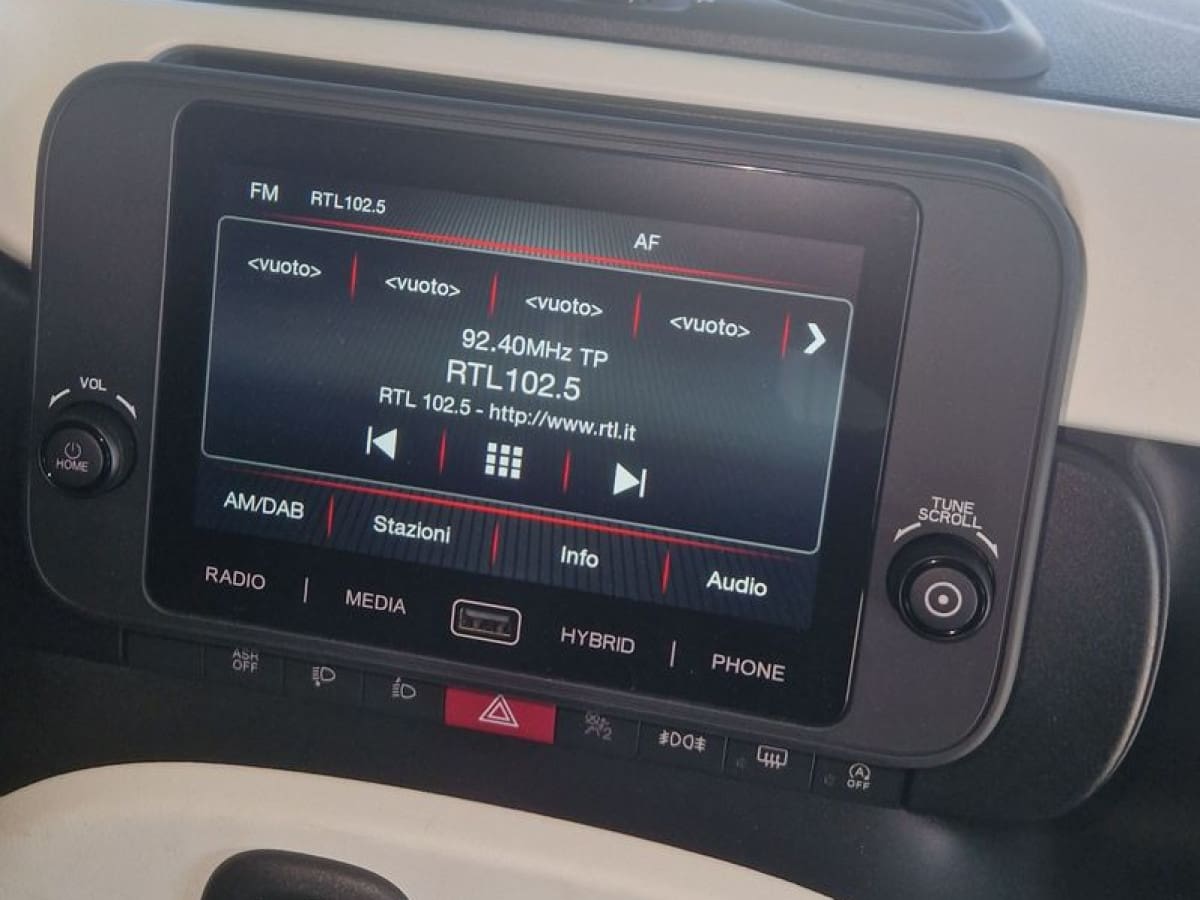 FM RTL102.5 AF
<vuoto> <vuoto> <vuoto> <vuoto>
92.40MHz TP
RTL102.5
RTL 102.5 - http://www.rtl.it
AM/DAB Stazioni Info Audio
RADIO | MEDIA HYBRID | PHONE
VOL
HOME
TUNE
SCROLL
ASR
OFF
A
OFF